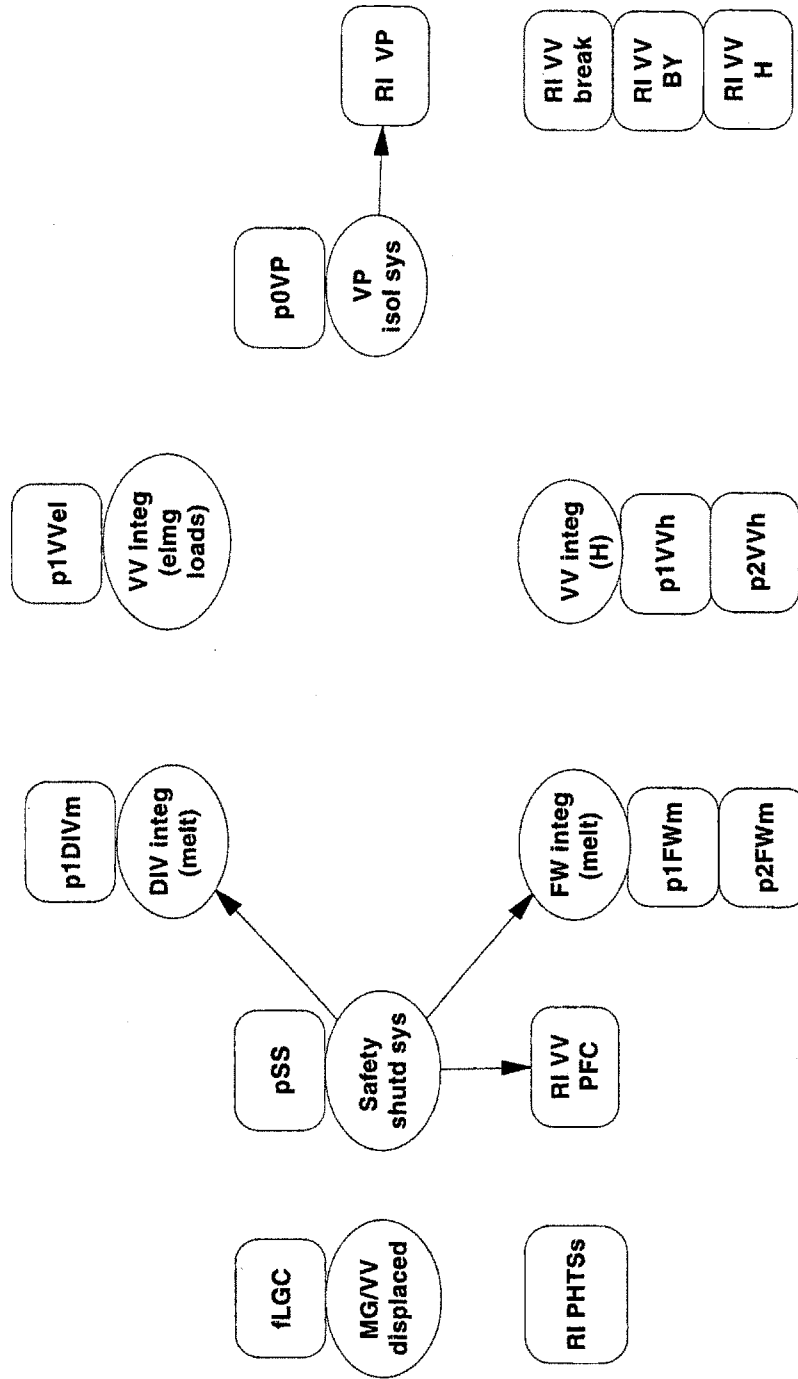 p1DIVm
DIV integ
(melt)
p1VVel
VV integ
(elmg
loads)
fLGC
MG/VV
displaced
pSS
Safety
shutd sys
p0VP
VP
isol sys
RI VP
RI PHTSs
RI VV
PFC
FW integ
(melt)
p1FWm
p2FWm
VV integ
(H)
p1VVh
p2VVh
RI VV
break
RI VV
BY
RI VV
H